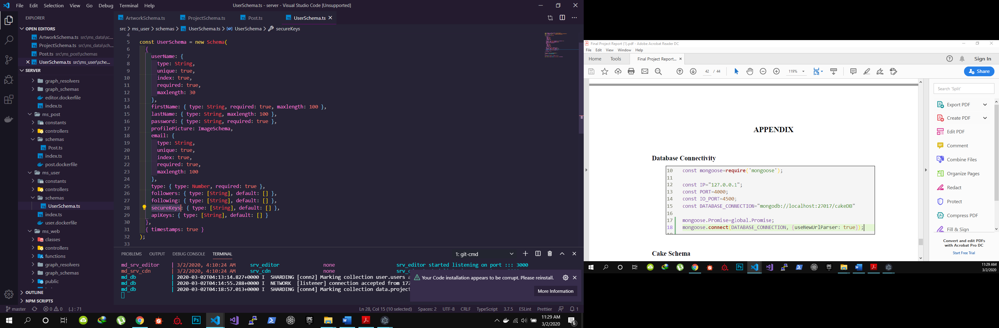 File Edit Selection View Go Debug Terminal Help
UserSchema.ts - server - Visual Studio Code [Unsupported]
EXPLORER
OPEN EDITORS
ArtworkSchema.ts src\ms_data\sc...
ProjectSchema.ts src\ms_data\sch...
Post.ts src\ms_post\schemas
UserSchema.ts src\ms_user\sche...
SERVER
graph_resolvers
graph_schemas
editor.dockerfile
index.ts
ms_post
constants
controllers
schemas
Post.ts
index.ts
post.dockerfile
ms_user
constants
controllers
schemas
UserSchema.ts
index.ts
user.dockerfile
ms_web
classes
controllers
functions
graph_resolvers
graph_schemas
public
OUTLINE
NPM SCRIPTS
ArtworkSchema.ts ProjectSchema.ts Post.ts UserSchema.ts
src > ms_user > schemas > UserSchema.ts > UserSchema > secureKeys
4
5 const UserSchema = new Schema(
6 {
7 userName: {
8 type: String,
9 unique: true,
10 index: true,
11 required: true,
12 maxlength: 30
13 },
14 firstName: { type: String, required: true, maxlength: 100 },
15 lastName: { type: String, maxlength: 100 },
16 password: { type: String, required: true },
17 profilePicture: ImageSchema,
18 email: {
19 type: String,
20 unique: true,
21 index: true,
22 required: true,
23 maxlength: 100
24 },
25 type: { type: Number, required: true },
26 followers: { type: [String], default: [] },
27 following: { type: [String], default: [] },
28 secureKeys: { type: [String], default: [] },
29 apiKeys: { type: [String], default: [] }
30 },
31 { timestamps: true }
32 );
33
PROBLEMS OUTPUT DEBUG CONSOLE TERMINAL
1: git-cmd
md_srv_editor | 3/2/2020, 4:10:24 AM srv_editor none srv_editor started listening on port ::: 3000
md_srv_cdn | 3/2/2020, 4:10:24 AM srv_cdn none
md_db | 2020-03-02T04:13:14.827+0000 I SHARDING [conn2] Marking collection user.users a
md_db | 2020-03-02T04:14:55.288+0000 I NETWORK [listener] connection accepted from 172
md_db | 2020-03-02T04:18:57.013+0000 I SHARDING [conn4] Marking collection data.project
Your Code installation appears to be corrupt. Please reinstall.
More Information
master 0 0 {..} : 71
Ln 28, Col 15 (10 selected) Spaces: 2 UTF-8 CRLF TypeScript 3.7.5 ESLint Prettier 1
Ps
EPIC GAMES
11:29 AM
3/2/2020
6
Final Project Report (1).pdf - Adobe Acrobat Reader DC
File Edit View Window Help
Home Tools Final Project Report... Sign In
42 / 44 119% Share
APPENDIX
Database Connectivity
10 const mongoose=require('mongoose');
11
12 const IP="127.0.0.1";
13 const PORT=4000;
14 const IO_PORT=4500;
15 const DATABASE_CONNECTION="mongodb://localhost:27017/cakeDB"
16
17 mongoose.Promise=global.Promise;
18 mongoose.connect(DATABASE_CONNECTION, {useNewUrlParser: true});
Cake Schema
Search 'Split'
Export PDF
Create PDF
Edit PDF
Comment
Combine Files
Organize Pages
Redact
Protect
Compress PDF
Fill & Sign
Convert and edit PDFs
with Acrobat Pro DC
Start Free Trial
Ps
11:29 AM
3/2/2020